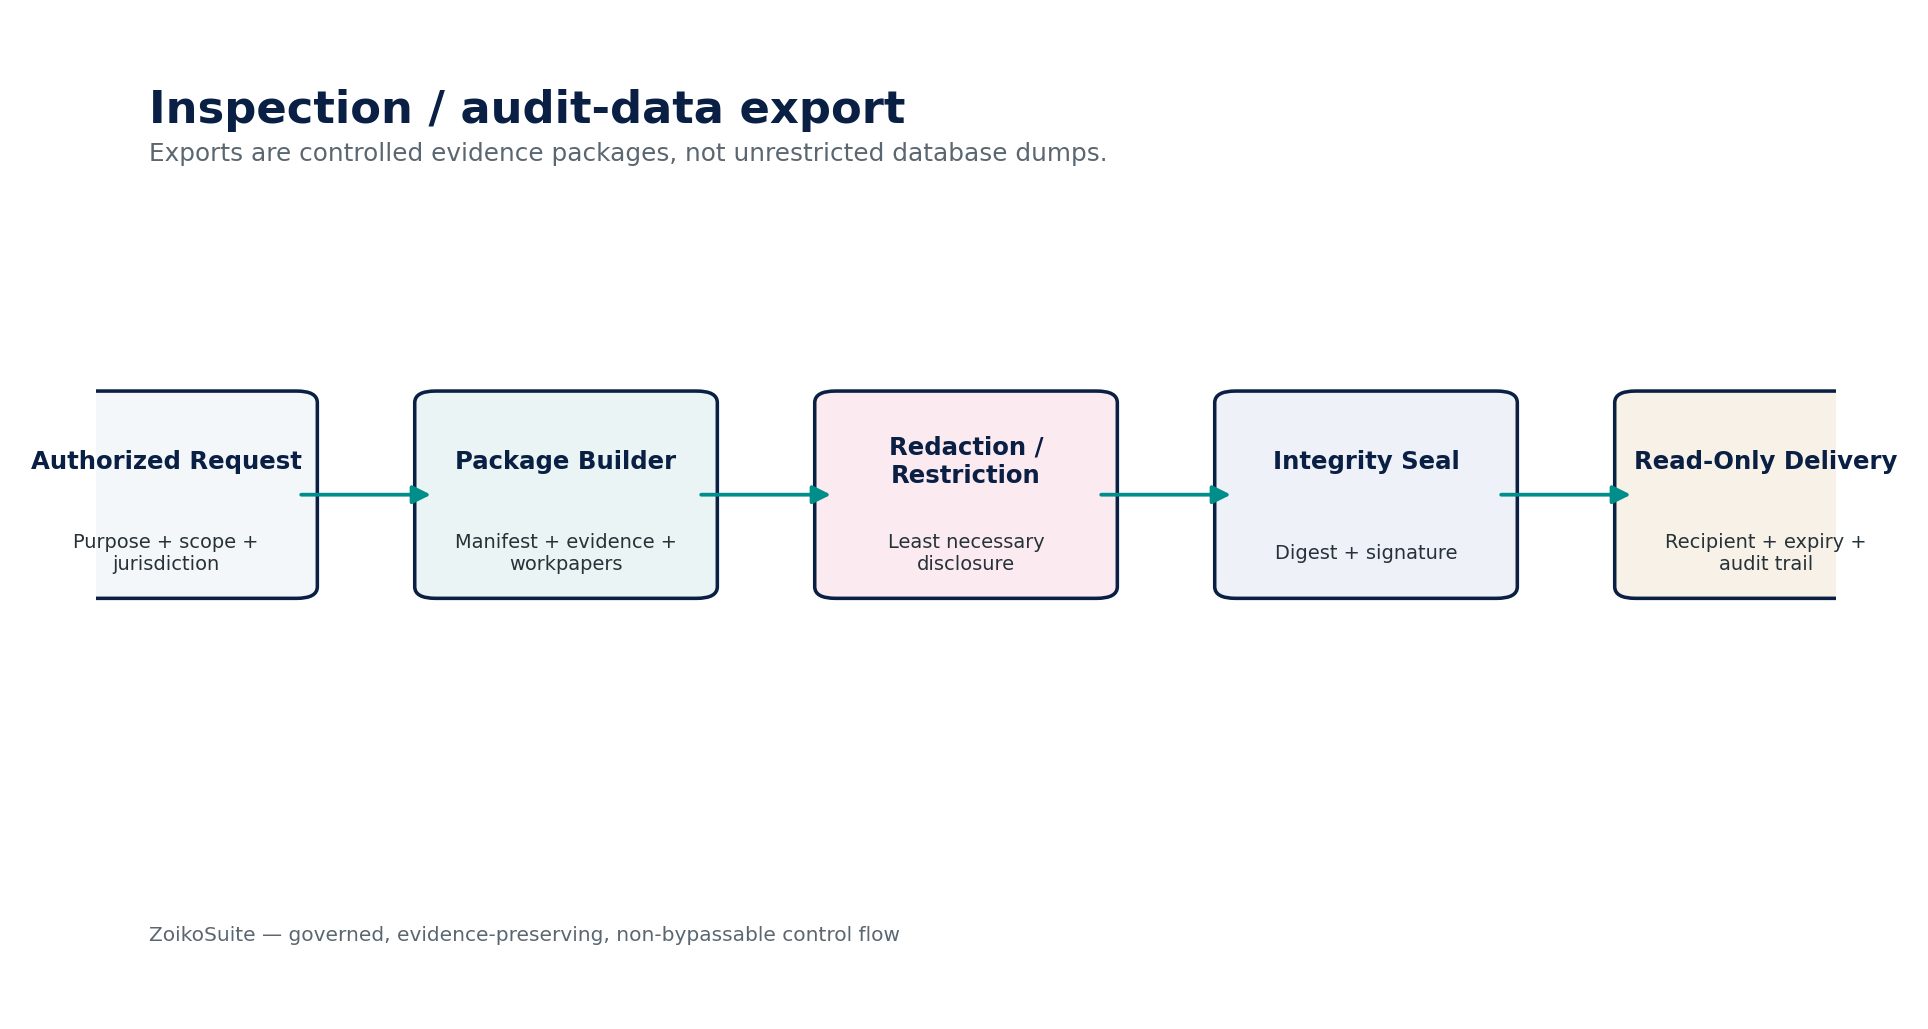 Inspection / audit-data export
Exports are controlled evidence packages, not unrestricted database dumps.
Authorized Request
Purpose + scope +
jurisdiction
Package Builder
Manifest + evidence +
workpapers
Redaction /
Restriction
Least necessary
disclosure
Integrity Seal
Digest + signature
Read-Only Delivery
Recipient + expiry +
audit trail
ZoikoSuite — governed, evidence-preserving, non-bypassable control flow